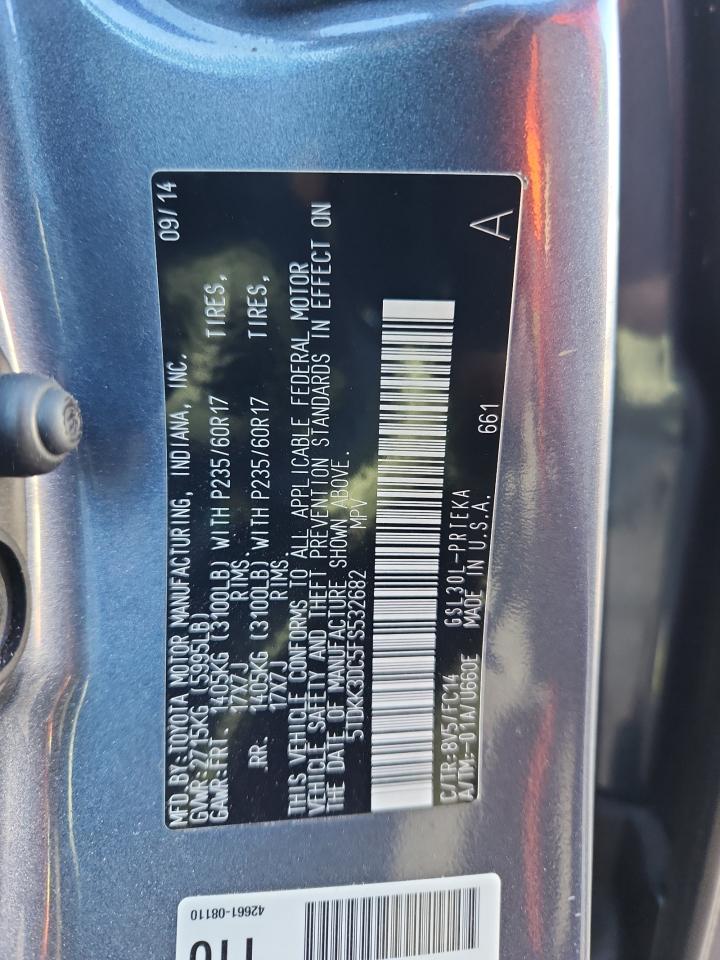 MFD.BY:TOYOTA MOTOR MANUFACTURING, INDIANA, INC. 09/14
GVWR:2715KG (5995LB)
GAWR:FRT. 1405KG (3100LB) WITH P235/60R17 TIRES,
17X7J RIMS.
RR. 1405KG (3100LB) WITH P235/60R17 TIRES,
17X7J RIMS.
THIS VEHICLE CONFORMS TO ALL APPLICABLE FEDERAL MOTOR
VEHICLE SAFETY AND THEFT PREVENTION STANDARDS IN EFFECT ON
THE DATE OF MANUFACTURE SHOWN ABOVE.
5TDKK3DC5FS532682 MPV
C/TR:8V5/FC14 GSL30L-PRTEKA 661 A
A/TM:-01A/U660E MADE IN U.S.A.
42661-08110